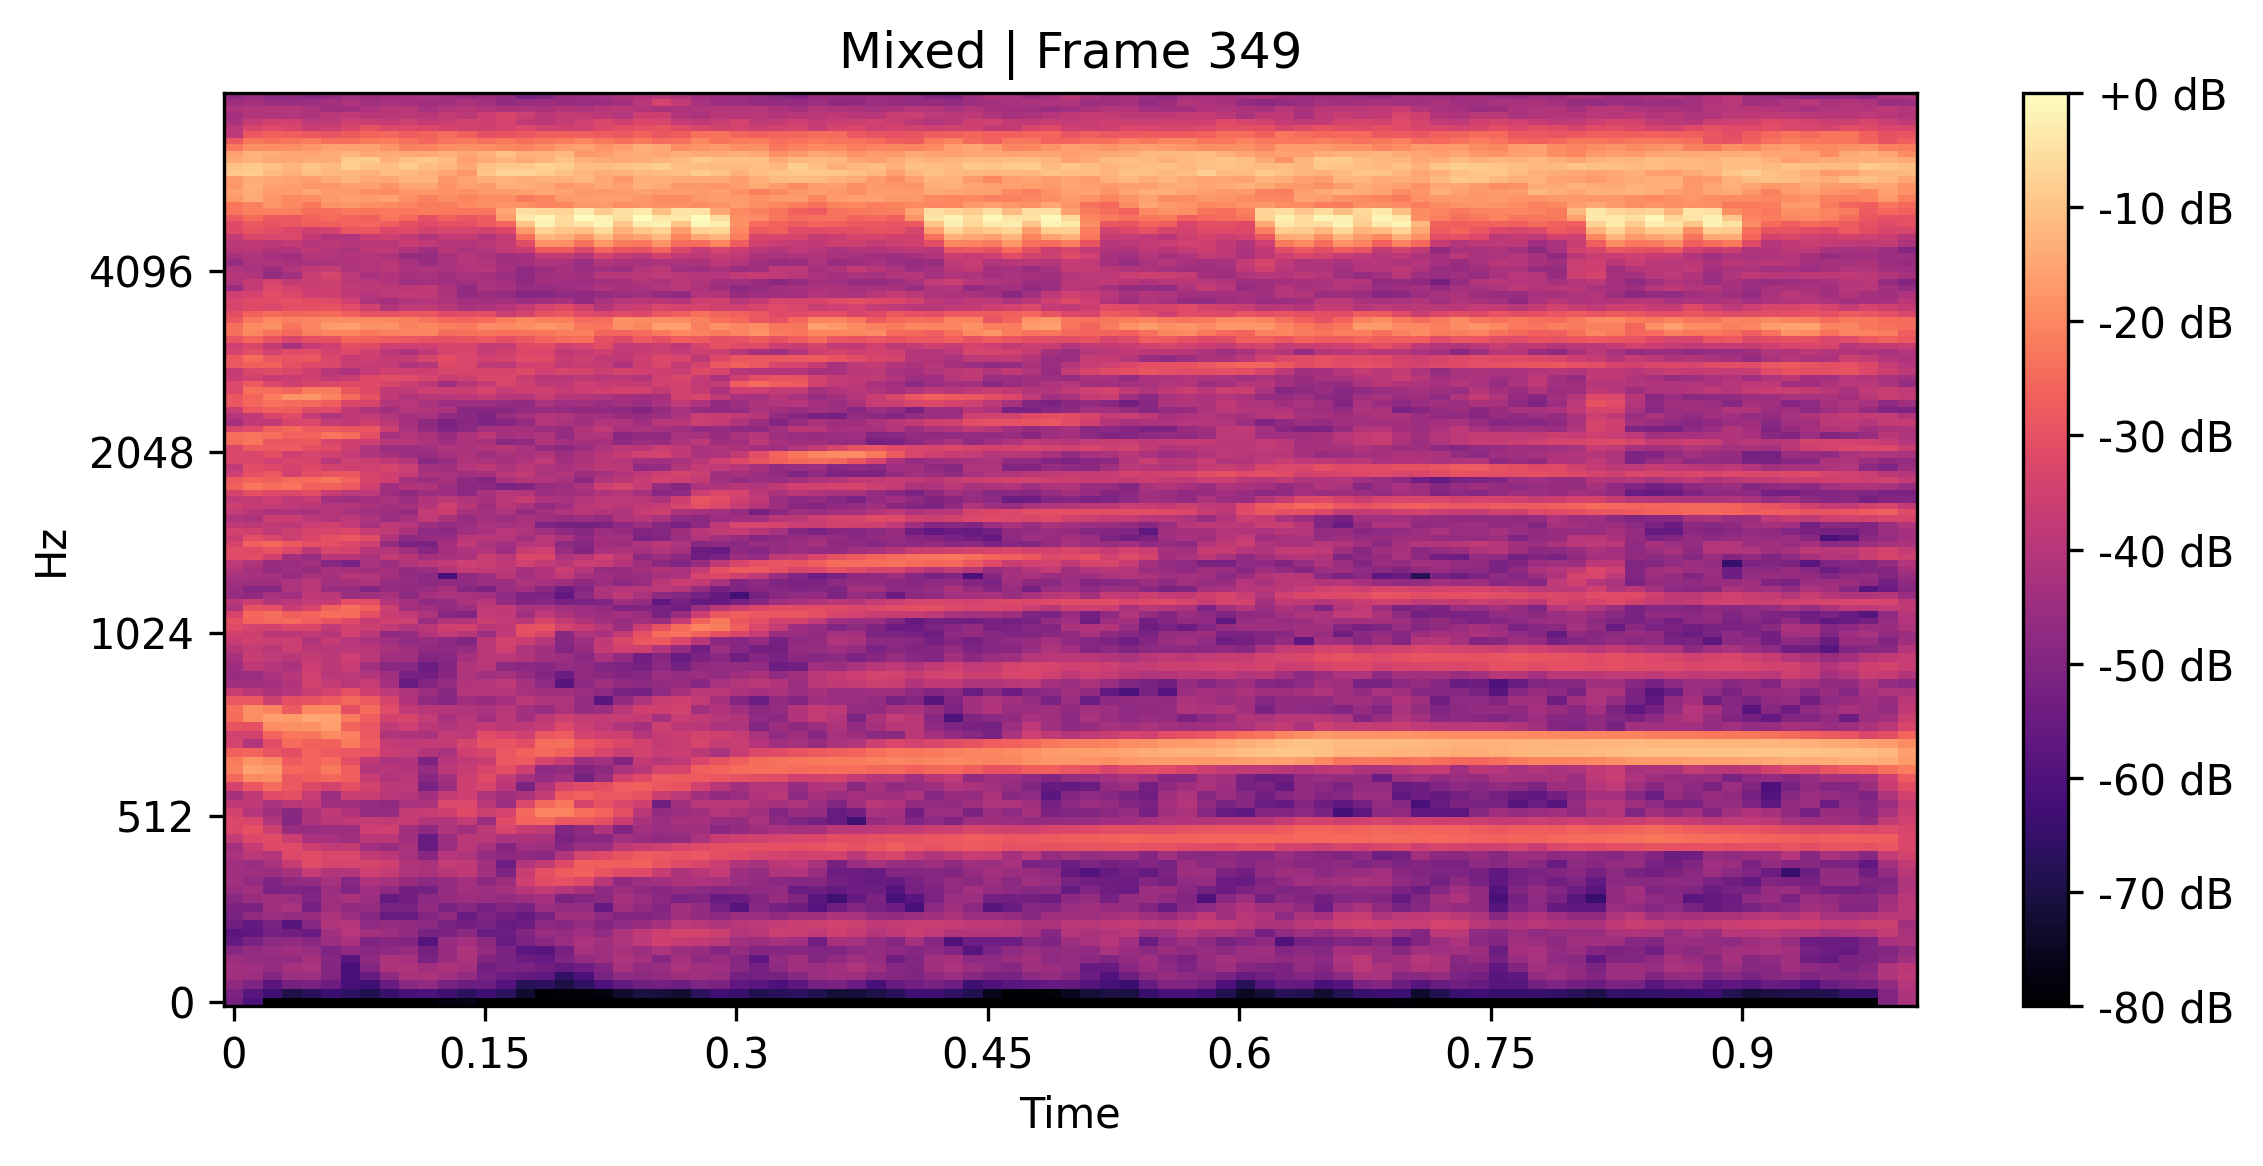 Mixed | Frame 349
Hz
4096
2048
1024
512
0
0 0.15 0.3 0.45 0.6 0.75 0.9
Time
+0 dB
-10 dB
-20 dB
-30 dB
-40 dB
-50 dB
-60 dB
-70 dB
-80 dB